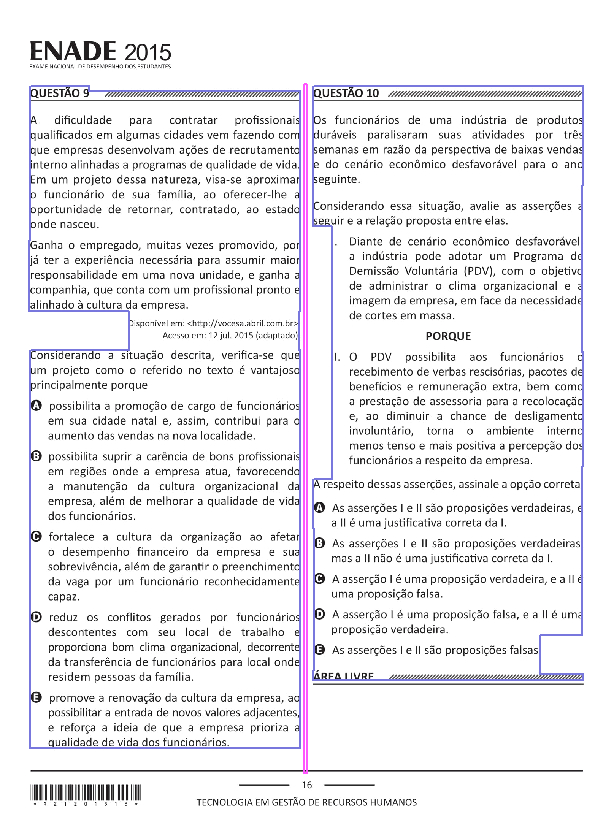 ENADE 2015
EXAME NACIONAL DE DESEMPENHO DOS ESTUDANTES
QUESTÃO 9
A dificuldade para contratar profissionais
qualificados em algumas cidades vem fazendo com
que empresas desenvolvam ações de recrutamento
interno alinhadas a programas de qualidade de vida.
Em um projeto dessa natureza, visa-se aproximar
o funcionário de sua família, ao oferecer-lhe a
oportunidade de retornar, contratado, ao estado
onde nasceu.
Ganha o empregado, muitas vezes promovido, por
já ter a experiência necessária para assumir maior
responsabilidade em uma nova unidade, e ganha a
companhia, que conta com um profissional pronto e
alinhado à cultura da empresa.
Disponível em: <http://vocesa.abril.com.br>
Acesso em: 12 jul. 2015 (adaptado)
Considerando a situação descrita, verifica-se que
um projeto como o referido no texto é vantajoso
principalmente porque
A possibilita a promoção de cargo de funcionários
em sua cidade natal e, assim, contribui para o
aumento das vendas na nova localidade.
B possibilita suprir a carência de bons profissionais
em regiões onde a empresa atua, favorecendo
a manutenção da cultura organizacional da
empresa, além de melhorar a qualidade de vida
dos funcionários.
C fortalece a cultura da organização ao afetar
o desempenho financeiro da empresa e sua
sobrevivência, além de garantir o preenchimento
da vaga por um funcionário reconhecidamente
capaz.
D reduz os conflitos gerados por funcionários
descontentes com seu local de trabalho e
proporciona bom clima organizacional, decorrente
da transferência de funcionários para local onde
residem pessoas da família.
E promove a renovação da cultura da empresa, ao
possibilitar a entrada de novos valores adjacentes,
e reforça a ideia de que a empresa prioriza a
qualidade de vida dos funcionários.
QUESTÃO 10
Os funcionários de uma indústria de produtos
duráveis paralisaram suas atividades por três
semanas em razão da perspectiva de baixas vendas
e do cenário econômico desfavorável para o ano
seguinte.
Considerando essa situação, avalie as asserções a
seguir e a relação proposta entre elas.
. Diante de cenário econômico desfavorável
a indústria pode adotar um Programa de
Demissão Voluntária (PDV), com o objetivo
de administrar o clima organizacional e a
imagem da empresa, em face da necessidade
de cortes em massa.
PORQUE
I. O PDV possibilita aos funcionários o
recebimento de verbas rescisórias, pacotes de
benefícios e remuneração extra, bem como
a prestação de assessoria para a recolocação
e, ao diminuir a chance de desligamento
involuntário, torna o ambiente interno
menos tenso e mais positiva a percepção dos
funcionários a respeito da empresa.
A respeito dessas asserções, assinale a opção correta
A As asserções I e II são proposições verdadeiras, e
a II é uma justificativa correta da I.
B As asserções I e II são proposições verdadeiras
mas a II não é uma justificativa correta da I.
C A asserção I é uma proposição verdadeira, e a II é
uma proposição falsa.
D A asserção I é uma proposição falsa, e a II é uma
proposição verdadeira.
E As asserções I e II são proposições falsas
ÁREA LIVRE
16
TECNOLOGIA EM GESTÃO DE RECURSOS HUMANOS